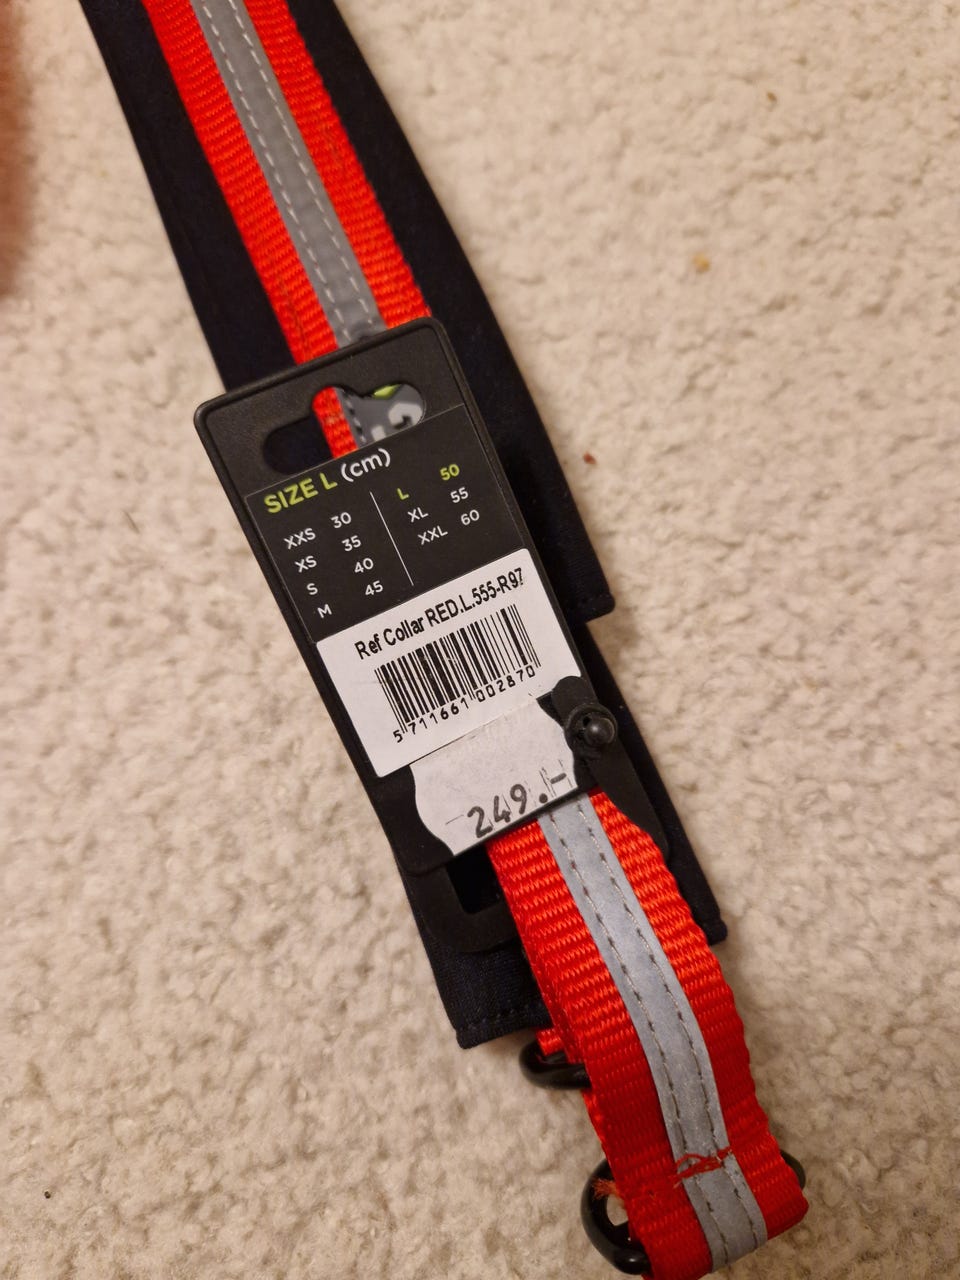 SIZE L (cm)
XXS 30
XS 35
S 40
M 45
L 50
XL 55
XXL 60
Ref Collar RED.L.555-R97
5 711661 002870
249.-